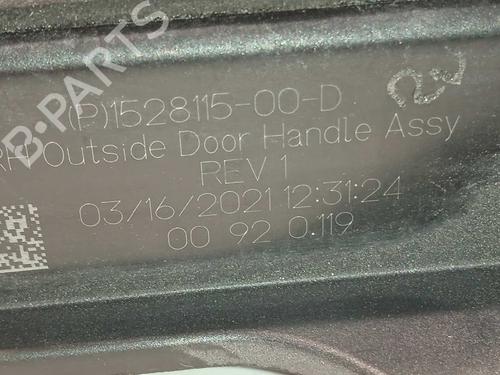 (P)1528115-00-D
Outside Door Handle Assy
REV 1
03/16/2021 12:31:24
00 92 0.119
B-PARTS